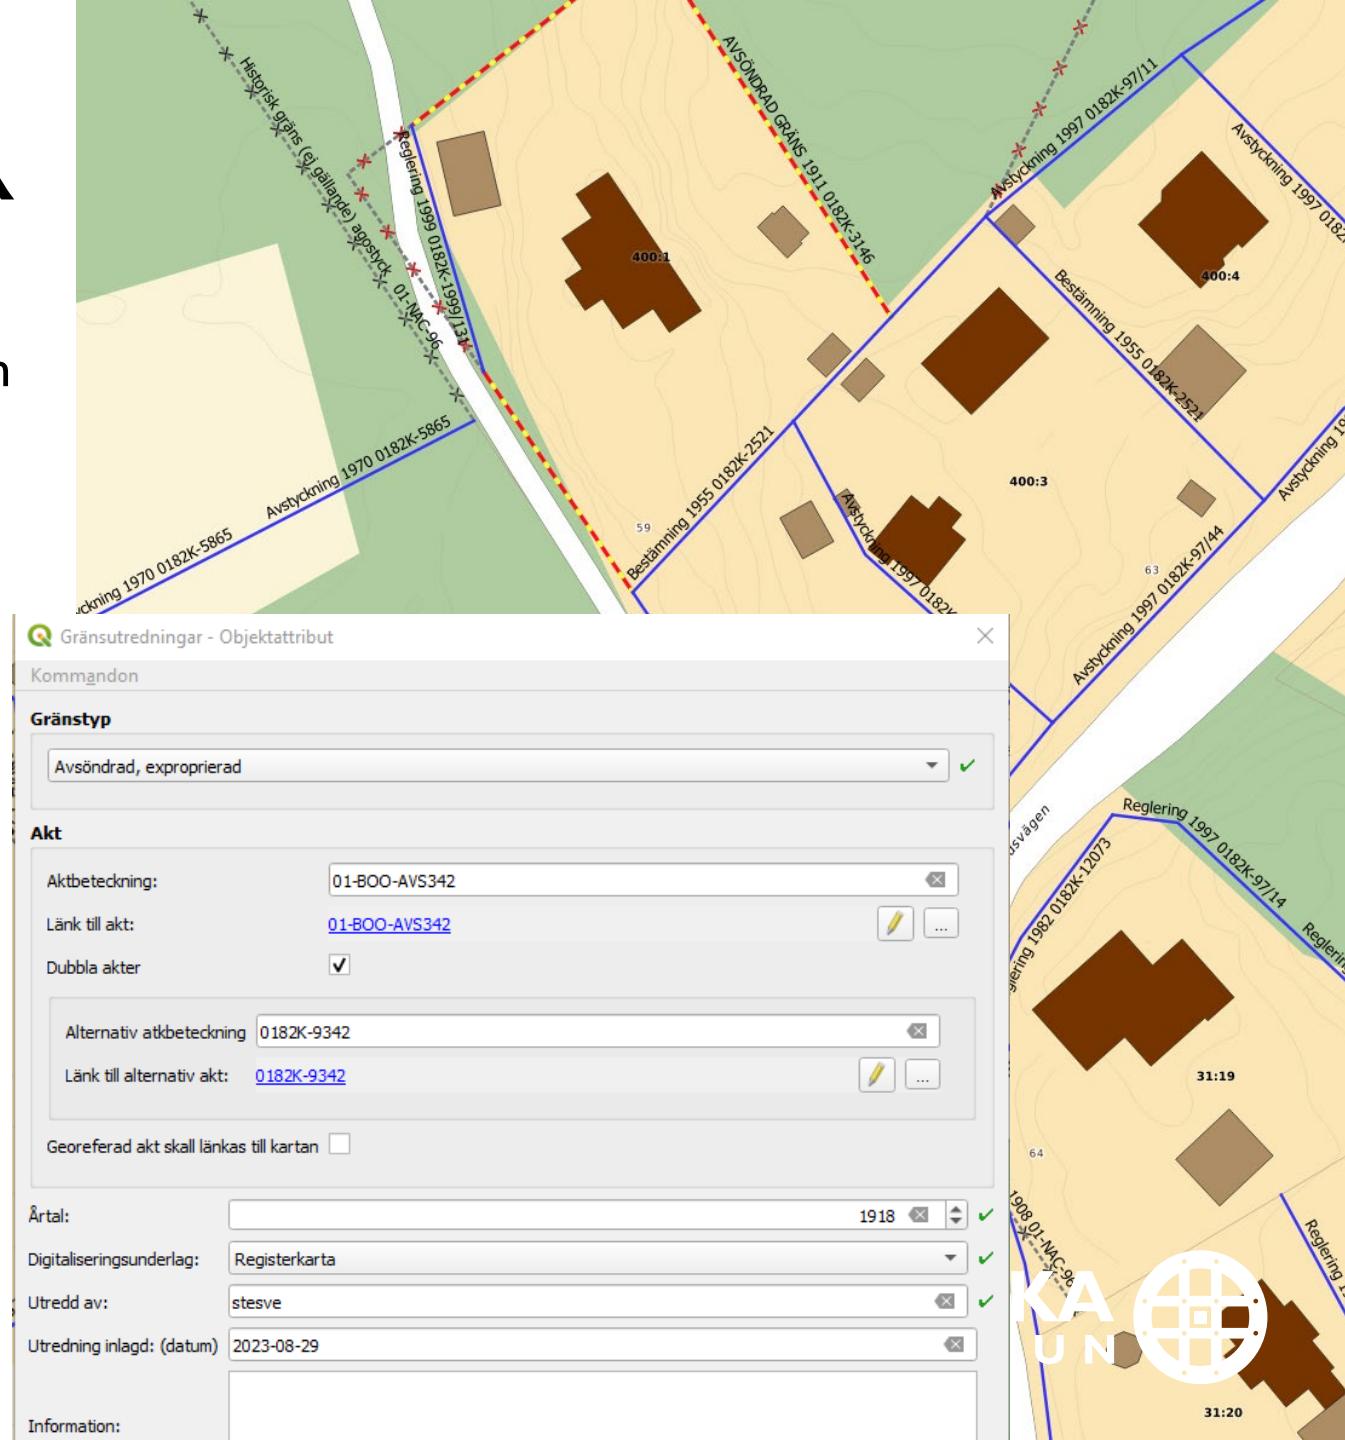 Historisk gräns (ej gällande) agostyck 01-NAC-96
Reglering 1999 0182K-1999/131
AVSÖNDRAD GRÄNS 1911 0182K-3146
Avstyckning 1997 0182K-97/11
Avstyckning 1997 0182
400:1
400:4
Bestämning 1955 0182K-2521
Avstyckning 1970 0182K-5865
ckning 1970 0182K-5865
Bestämning 1955 0182K-2521
400:3
59
63
Avstyckning 1997 0182K
Avstyckning 1997 0182K-97/44
Avstyckning 19
n
Gränsutredningar - Objektattribut
Kommandon
Gränstyp
Avsöndrad, exproprierad
Akt
Aktbeteckning: 01-BOO-AVS342
Länk till akt: 01-BOO-AVS342 ...
Dubbla akter
Alternativ atkbeteckning 0182K-9342
Länk till alternativ akt: 0182K-9342 ...
Georeferad akt skall länkas till kartan
Årtal: 1918
Digitaliseringsunderlag: Registerkarta
Utredd av: stesve
Utredning inlagd: (datum) 2023-08-29
Information:
svägen
Reglering 1997 0182K-97/14
Reglering
ering 1982 0182K-12073
31:19
64
1908 01-NAC-96
Reglering 1
KA
UN
31:20